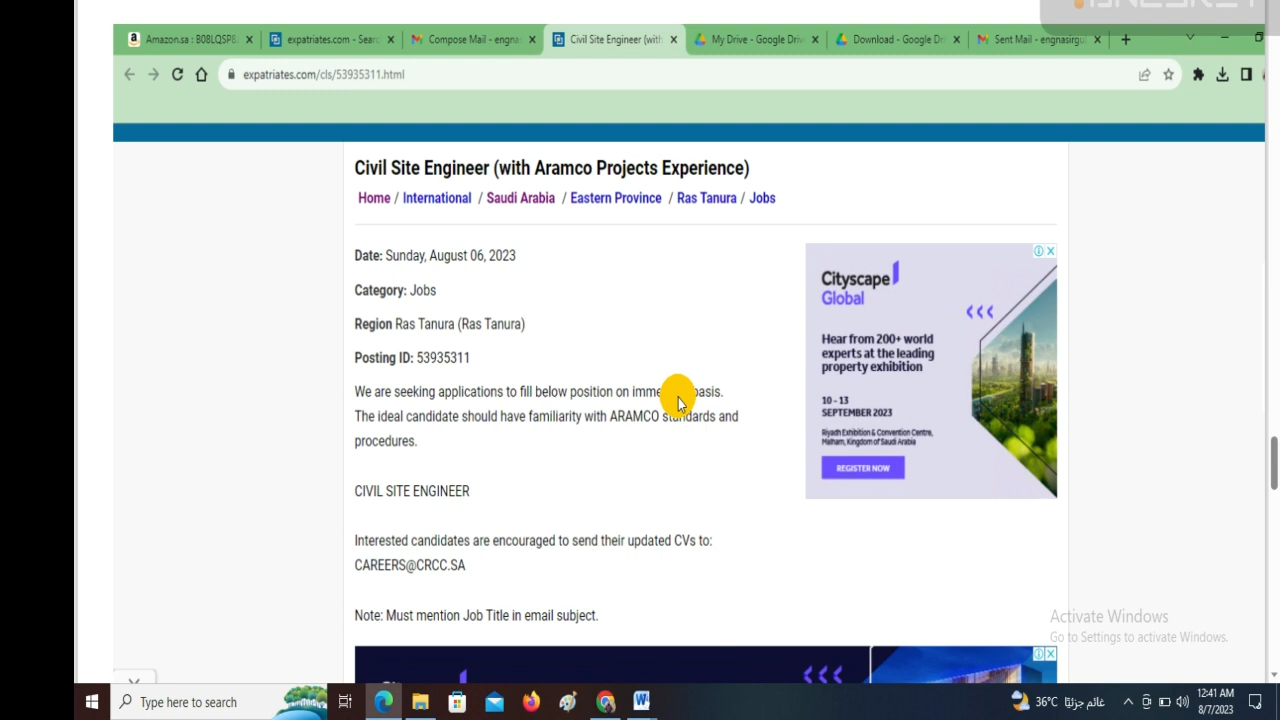 Amazon.sa : B08LQSP8
expatriates.com - Sear
Compose Mail - engna
Civil Site Engineer (with
My Drive - Google Driv
Download - Google Dri
Sent Mail - engnasirgu
expatriates.com/cls/53935311.html
Civil Site Engineer (with Aramco Projects Experience)
Home / International / Saudi Arabia / Eastern Province / Ras Tanura / Jobs
Date: Sunday, August 06, 2023
Category: Jobs
Region Ras Tanura (Ras Tanura)
Posting ID: 53935311
We are seeking applications to fill below position on imme basis.
The ideal candidate should have familiarity with ARAMCO standards and
procedures.
CIVIL SITE ENGINEER
Interested candidates are encouraged to send their updated CVs to:
CAREERS@CRCC.SA
Note: Must mention Job Title in email subject.
Cityscape
Global
Hear from 200+ world
experts at the leading
property exhibition
10 - 13
SEPTEMBER 2023
Riyadh Exhibition & Convention Centre,
Malham, Kingdom of Saudi Arabia
REGISTER NOW
Activate Windows
Go to Settings to activate Windows.
Type here to search
36°C غائم جزئيًا
12:41 AM
8/7/2023